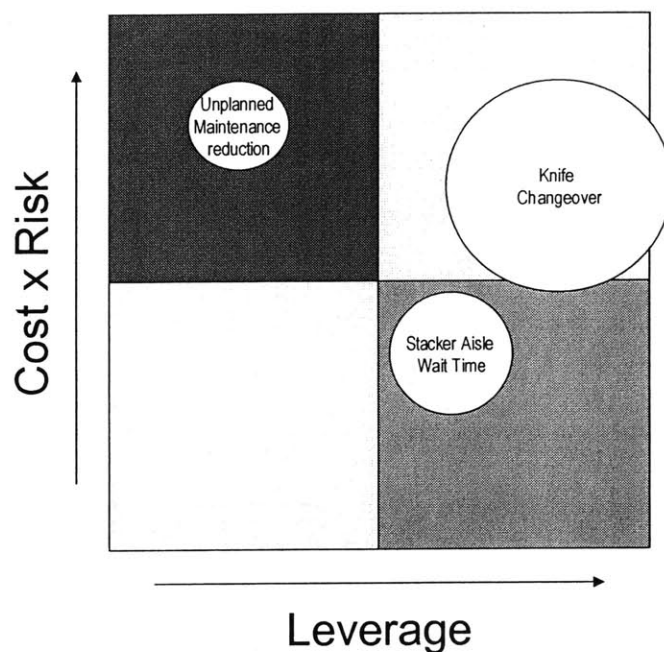 Unplanned
Maintenance
reduction
Knife
Changeover
Stacker Aisle
Wait Time
Cost x Risk
Leverage